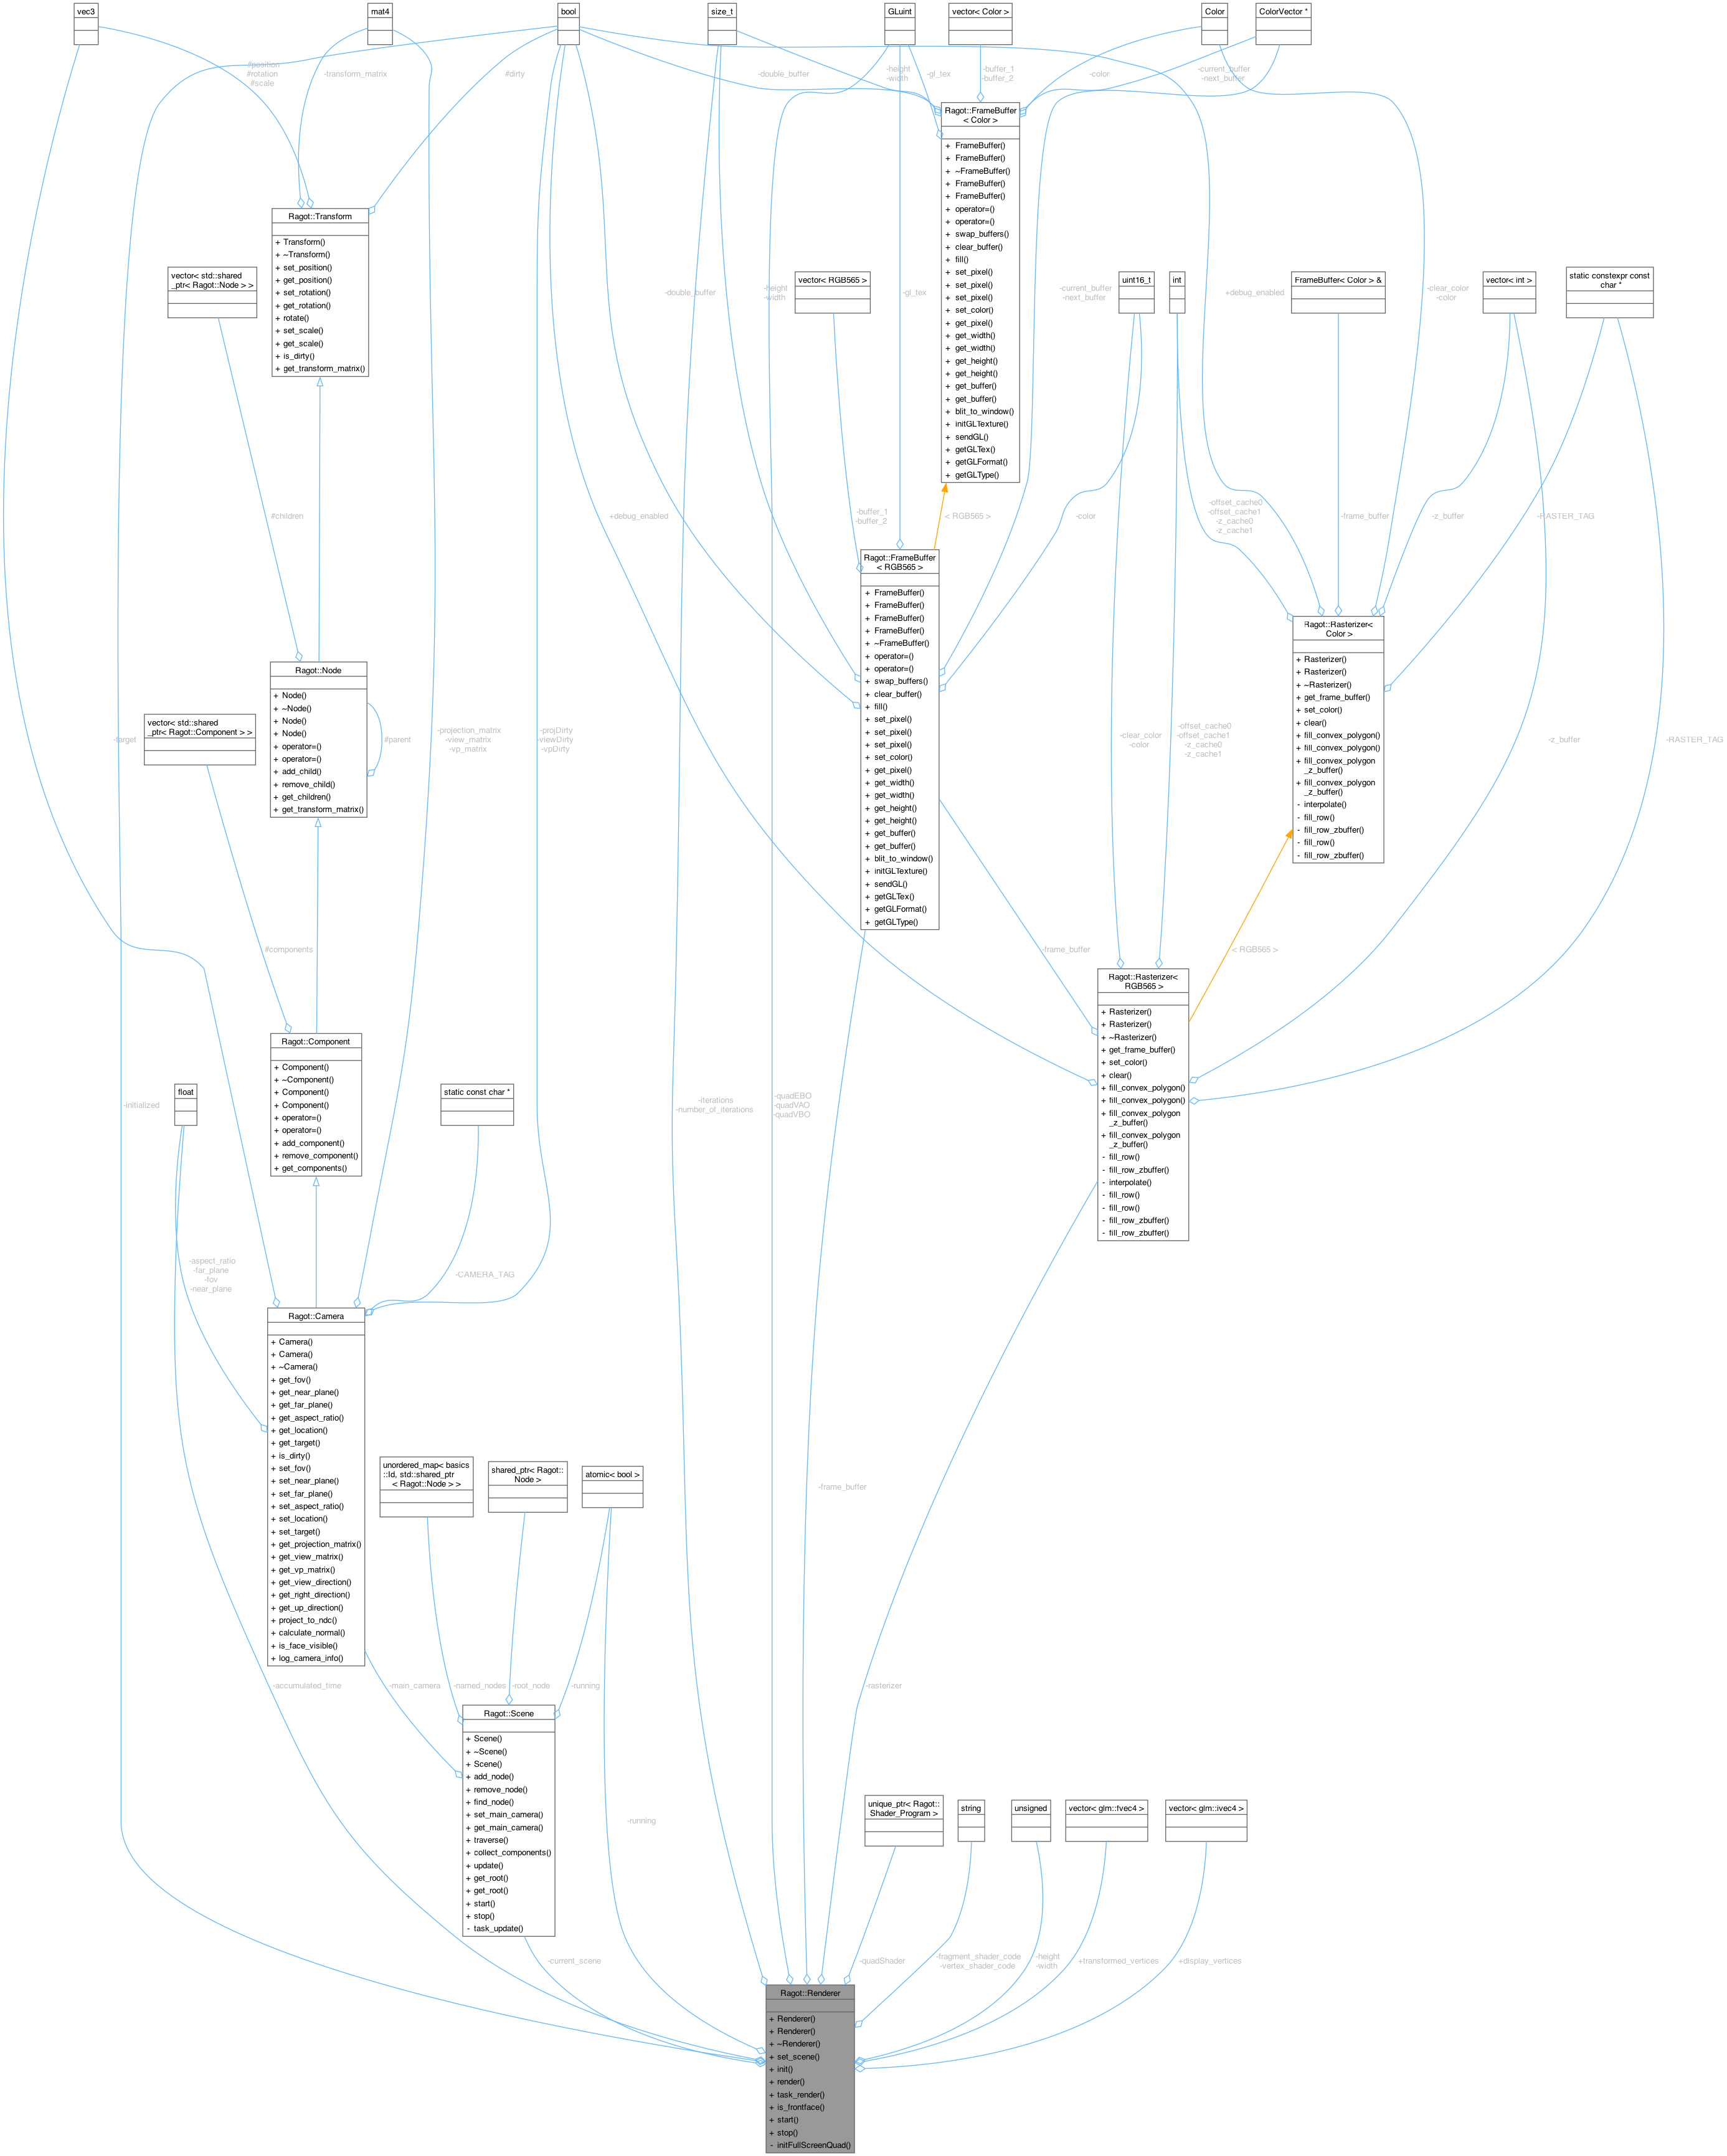 vec3
mat4
bool
size_t
GLuint
vector< Color >
Color
ColorVector *
#position
#rotation
#scale
-transform_matrix
#dirty
-double_buffer
-height
-width
-gl_tex
-buffer_1
-buffer_2
-color
-current_buffer
-next_buffer
Ragot::FrameBuffer
< Color >
+ FrameBuffer()
+ FrameBuffer()
+ ~FrameBuffer()
+ FrameBuffer()
+ FrameBuffer()
+ operator=()
+ operator=()
+ swap_buffers()
+ clear_buffer()
+ fill()
+ set_pixel()
+ set_pixel()
+ set_pixel()
+ set_color()
+ get_pixel()
+ get_width()
+ get_width()
+ get_height()
+ get_height()
+ get_buffer()
+ get_buffer()
+ blit_to_window()
+ initGLTexture()
+ sendGL()
+ getGLTex()
+ getGLFormat()
+ getGLType()
Ragot::Transform
+ Transform()
+ ~Transform()
+ set_position()
+ get_position()
+ set_rotation()
+ get_rotation()
+ rotate()
+ set_scale()
+ get_scale()
+ is_dirty()
+ get_transform_matrix()
vector< std::shared
_ptr< Ragot::Node > >
vector< RGB565 >
uint16_t
int
FrameBuffer< Color > &
vector< int >
static constexpr const
char *
-double_buffer
-height
-width
-gl_tex
-current_buffer
-next_buffer
+debug_enabled
-clear_color
-color
#children
+debug_enabled
-buffer_1
-buffer_2
< RGB565 >
-color
-offset_cache0
-offset_cache1
-z_cache0
-z_cache1
-frame_buffer
-z_buffer
-RASTER_TAG
Ragot::FrameBuffer
< RGB565 >
+ FrameBuffer()
+ FrameBuffer()
+ FrameBuffer()
+ FrameBuffer()
+ ~FrameBuffer()
+ operator=()
+ operator=()
+ swap_buffers()
+ clear_buffer()
+ fill()
+ set_pixel()
+ set_pixel()
+ set_pixel()
+ set_color()
+ get_pixel()
+ get_width()
+ get_width()
+ get_height()
+ get_height()
+ get_buffer()
+ get_buffer()
+ blit_to_window()
+ initGLTexture()
+ sendGL()
+ getGLTex()
+ getGLFormat()
+ getGLType()
Ragot::Rasterizer<
Color >
+ Rasterizer()
+ Rasterizer()
+ ~Rasterizer()
+ get_frame_buffer()
+ set_color()
+ clear()
+ fill_convex_polygon()
+ fill_convex_polygon()
+ fill_convex_polygon
_z_buffer()
+ fill_convex_polygon
_z_buffer()
- interpolate()
- fill_row()
- fill_row_zbuffer()
- fill_row()
- fill_row_zbuffer()
Ragot::Node
+ Node()
+ ~Node()
+ Node()
+ Node()
+ operator=()
+ operator=()
+ add_child()
+ remove_child()
+ get_children()
+ get_transform_matrix()
#parent
vector< std::shared
_ptr< Ragot::Component > >
-target
-projection_matrix
-view_matrix
-vp_matrix
-projDirty
-viewDirty
-vpDirty
-clear_color
-color
-offset_cache0
-offset_cache1
-z_cache0
-z_cache1
-z_buffer
-RASTER_TAG
#components
-frame_buffer
< RGB565 >
Ragot::Rasterizer<
RGB565 >
+ Rasterizer()
+ Rasterizer()
+ ~Rasterizer()
+ get_frame_buffer()
+ set_color()
+ clear()
+ fill_convex_polygon()
+ fill_convex_polygon()
+ fill_convex_polygon
_z_buffer()
+ fill_convex_polygon
_z_buffer()
- fill_row()
- fill_row_zbuffer()
- interpolate()
- fill_row()
- fill_row()
- fill_row_zbuffer()
- fill_row_zbuffer()
Ragot::Component
+ Component()
+ ~Component()
+ Component()
+ Component()
+ operator=()
+ operator=()
+ add_component()
+ remove_component()
+ get_components()
float
static const char *
-initialized
-iterations
-number_of_iterations
-quadEBO
-quadVAO
-quadVBO
-aspect_ratio
-far_plane
-fov
-near_plane
-CAMERA_TAG
Ragot::Camera
+ Camera()
+ Camera()
+ ~Camera()
+ get_fov()
+ get_near_plane()
+ get_far_plane()
+ get_aspect_ratio()
+ get_location()
+ get_target()
+ is_dirty()
+ set_fov()
+ set_near_plane()
+ set_far_plane()
+ set_aspect_ratio()
+ set_location()
+ set_target()
+ get_projection_matrix()
+ get_view_matrix()
+ get_vp_matrix()
+ get_view_direction()
+ get_right_direction()
+ get_up_direction()
+ project_to_ndc()
+ calculate_normal()
+ is_face_visible()
+ log_camera_info()
unordered_map< basics
::Id, std::shared_ptr
< Ragot::Node > >
shared_ptr< Ragot::
Node >
atomic< bool >
-frame_buffer
-accumulated_time
-main_camera
-named_nodes
-root_node
-running
-rasterizer
Ragot::Scene
+ Scene()
+ ~Scene()
+ Scene()
+ add_node()
+ remove_node()
+ find_node()
+ set_main_camera()
+ get_main_camera()
+ traverse()
+ collect_components()
+ update()
+ get_root()
+ get_root()
+ start()
+ stop()
- task_update()
unique_ptr< Ragot::
Shader_Program >
string
unsigned
vector< glm::fvec4 >
vector< glm::ivec4 >
-running
-current_scene
-quadShader
-fragment_shader_code
-vertex_shader_code
-height
-width
+transformed_vertices
+display_vertices
Ragot::Renderer
+ Renderer()
+ Renderer()
+ ~Renderer()
+ set_scene()
+ init()
+ render()
+ task_render()
+ is_frontface()
+ start()
+ stop()
- initFullScreenQuad()